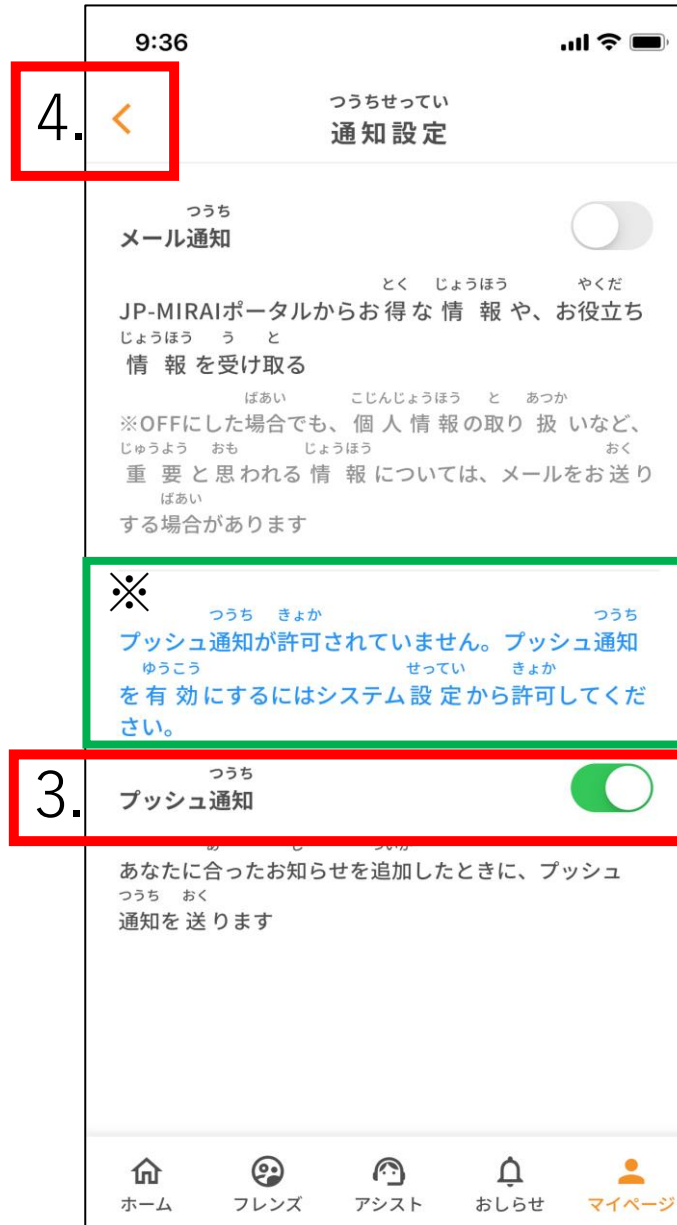 9:36
4.
つうちせってい
通知設定
つうち
メール通知
とく じょうほう やくだ
JP-MIRAIポータルからお得な情報や、お役立ち
じょうほう う と
情報を受け取る
ばあい こじんじょうほう と あつか
※OFFにした場合でも、個人情報の取り扱いなど、
じゅうよう おも じょうほう おく
重要と思われる情報については、メールをお送り
ばあい
する場合があります
※
つうち きょか つうち
プッシュ通知が許可されていません。プッシュ通知
ゆうこう せってい きょか
を有効にするにはシステム設定から許可してくだ
さい。
3.
つうち
プッシュ通知
あなたに合ったお知らせを追加したときに、プッシュ
つうち おく
通知を送ります
ホーム フレンズ アシスト おしらせ マイページ